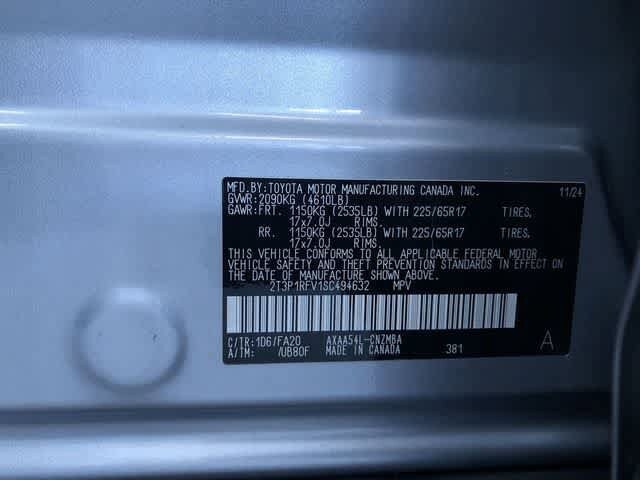 MFD.BY:TOYOTA MOTOR MANUFACTURING CANADA INC. 11/24
GVWR:2090KG (4610LB)
GAWR:FRT. 1150KG (2535LB) WITH 225/65R17 TIRES.
17x7.0J RIMS.
RR. 1150KG (2535LB) WITH 225/65R17 TIRES.
17x7.0J RIMS.
THIS VEHICLE CONFORMS TO ALL APPLICABLE FEDERAL MOTOR
VEHICLE SAFETY AND THEFT PREVENTION STANDARDS IN EFFECT ON
THE DATE OF MANUFACTURE SHOWN ABOVE.
2T3P1RFV1SC494632 MPV
C/TR:1D6/FA20 AXAA54L-CNZMBA
A/TM: /UB80F MADE IN CANADA 381 A